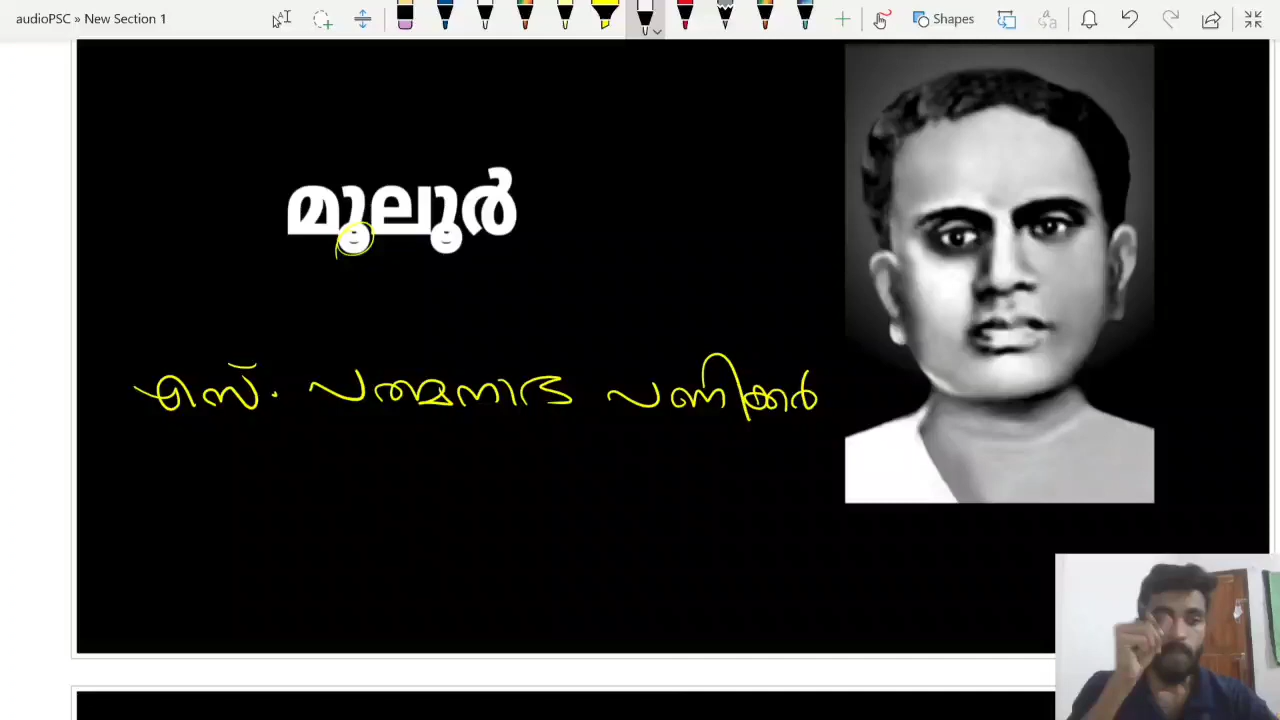 audioPSC » New Section 1
Shapes
മൂലൂർ
എസ്. പത്മനാഭ പണിക്കർ